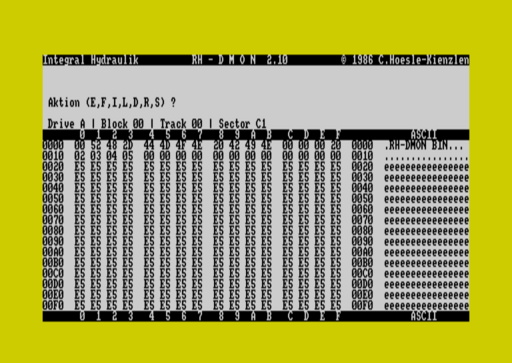 Integral Hydraulik RH - D M O N 2.10 © 1986 C.Hoesle-Kienzlen
Aktion (E,F,I,L,D,R,S) ?
Drive A | Block 00 | Track 00 | Sector C1
0 1 2 3 4 5 6 7 8 9 A B C D E F ASCII
0000 00 52 48 2D 44 4D 4F 4E 20 42 49 4E 00 00 00 20 0000 .RH-DMON BIN...
0010 02 03 04 05 00 00 00 00 00 00 00 00 00 00 00 00 0010 ................
0020 E5 E5 E5 E5 E5 E5 E5 E5 E5 E5 E5 E5 E5 E5 E5 E5 0020 eeeeeeeeeeeeeeee
0030 E5 E5 E5 E5 E5 E5 E5 E5 E5 E5 E5 E5 E5 E5 E5 E5 0030 eeeeeeeeeeeeeeee
0040 E5 E5 E5 E5 E5 E5 E5 E5 E5 E5 E5 E5 E5 E5 E5 E5 0040 eeeeeeeeeeeeeeee
0050 E5 E5 E5 E5 E5 E5 E5 E5 E5 E5 E5 E5 E5 E5 E5 E5 0050 eeeeeeeeeeeeeeee
0060 E5 E5 E5 E5 E5 E5 E5 E5 E5 E5 E5 E5 E5 E5 E5 E5 0060 eeeeeeeeeeeeeeee
0070 E5 E5 E5 E5 E5 E5 E5 E5 E5 E5 E5 E5 E5 E5 E5 E5 0070 eeeeeeeeeeeeeeee
0080 E5 E5 E5 E5 E5 E5 E5 E5 E5 E5 E5 E5 E5 E5 E5 E5 0080 eeeeeeeeeeeeeeee
0090 E5 E5 E5 E5 E5 E5 E5 E5 E5 E5 E5 E5 E5 E5 E5 E5 0090 eeeeeeeeeeeeeeee
00A0 E5 E5 E5 E5 E5 E5 E5 E5 E5 E5 E5 E5 E5 E5 E5 E5 00A0 eeeeeeeeeeeeeeee
00B0 E5 E5 E5 E5 E5 E5 E5 E5 E5 E5 E5 E5 E5 E5 E5 E5 00B0 eeeeeeeeeeeeeeee
00C0 E5 E5 E5 E5 E5 E5 E5 E5 E5 E5 E5 E5 E5 E5 E5 E5 00C0 eeeeeeeeeeeeeeee
00D0 E5 E5 E5 E5 E5 E5 E5 E5 E5 E5 E5 E5 E5 E5 E5 E5 00D0 eeeeeeeeeeeeeeee
00E0 E5 E5 E5 E5 E5 E5 E5 E5 E5 E5 E5 E5 E5 E5 E5 E5 00E0 eeeeeeeeeeeeeeee
00F0 E5 E5 E5 E5 E5 E5 E5 E5 E5 E5 E5 E5 E5 E5 E5 E5 00F0 eeeeeeeeeeeeeeee
0 1 2 3 4 5 6 7 8 9 A B C D E F ASCII